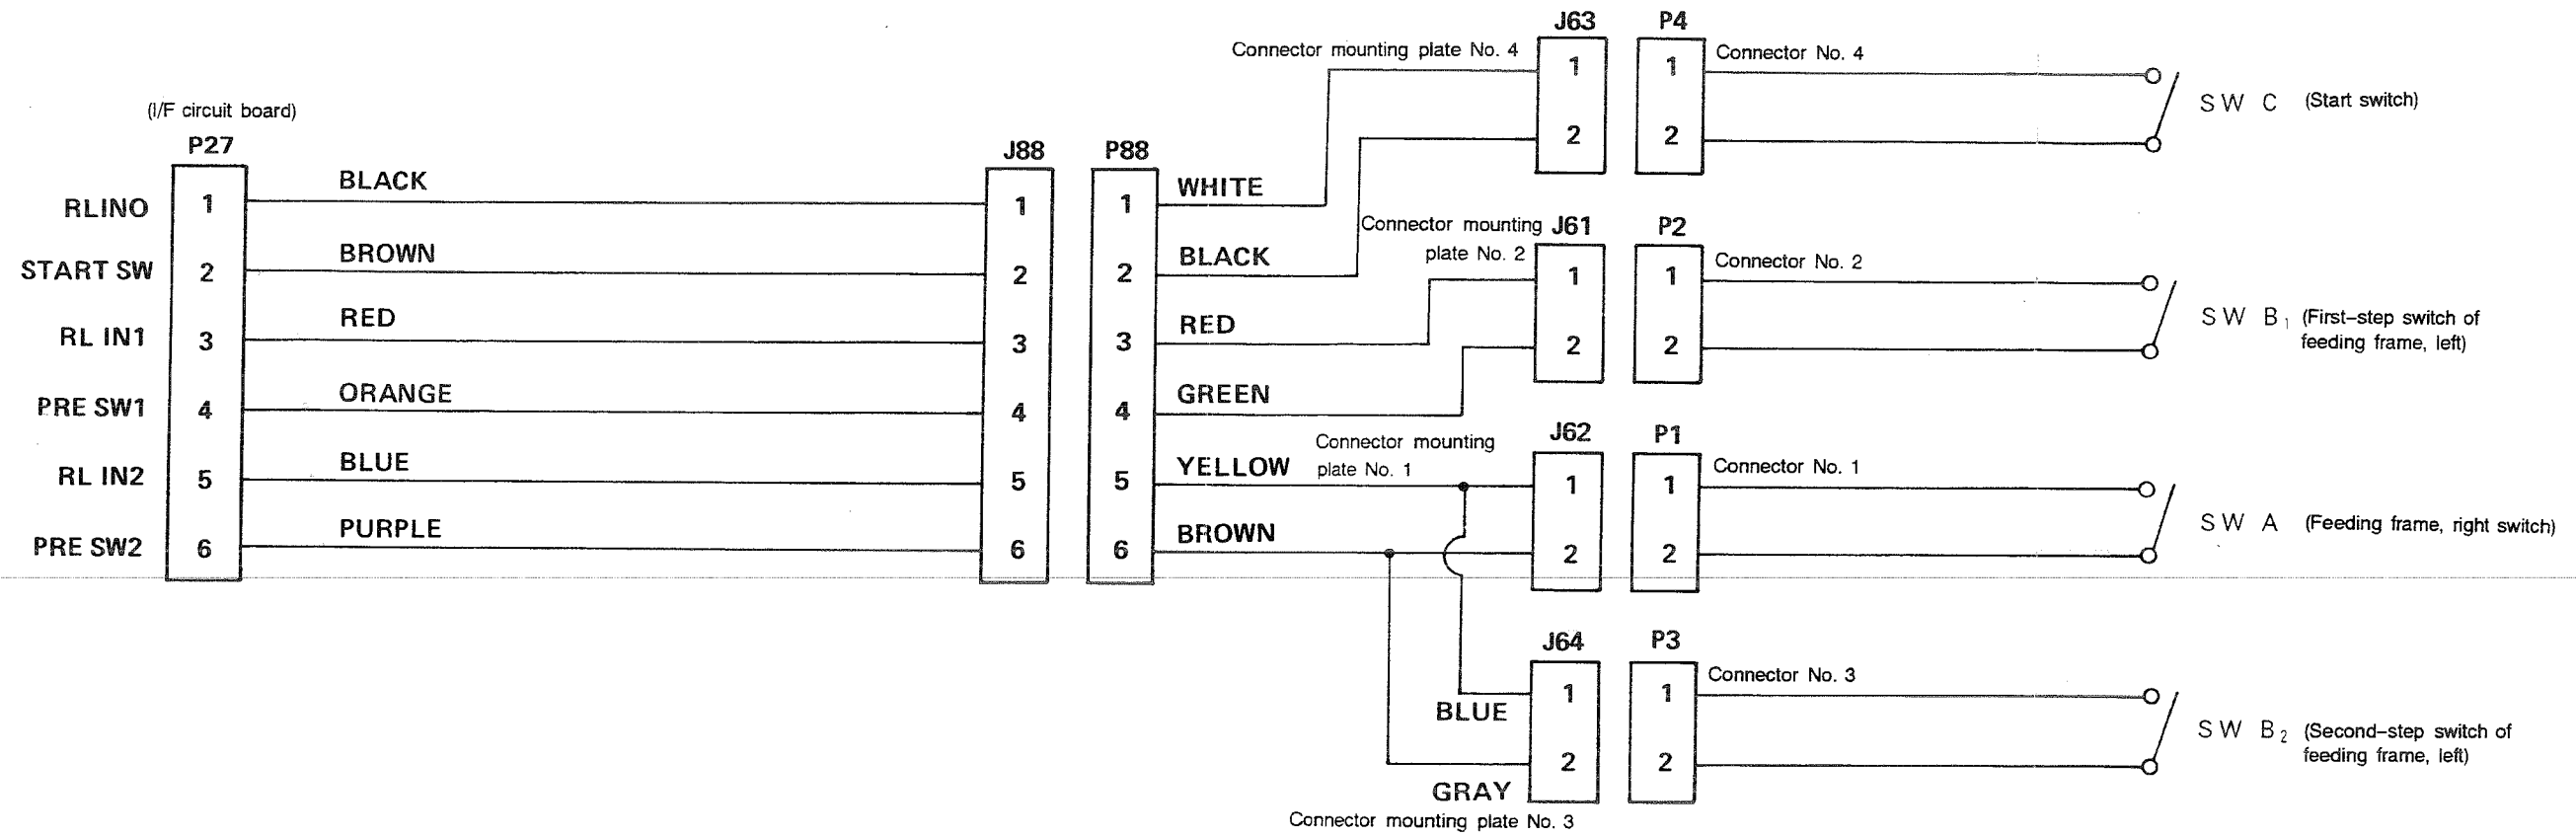 (I/F circuit board)
P27
RLINO 1 BLACK
START SW 2 BROWN
RL IN1 3 RED
PRE SW1 4 ORANGE
RL IN2 5 BLUE
PRE SW2 6 PURPLE
J88
1
2
3
4
5
6
P88
1 WHITE
2 BLACK
3 RED
4 GREEN
5 YELLOW
6 BROWN
Connector mounting plate No. 4
J63
1
2
P4
1
2
Connector No. 4
SW C (Start switch)
Connector mounting
plate No. 2
J61
1
2
P2
1
2
Connector No. 2
SW B1 (First-step switch of
feeding frame, left)
Connector mounting
plate No. 1
J62
1
2
P1
1
2
Connector No. 1
SW A (Feeding frame, right switch)
J64
1
2
BLUE
GRAY
Connector mounting plate No. 3
P3
1
2
Connector No. 3
SW B2 (Second-step switch of
feeding frame, left)